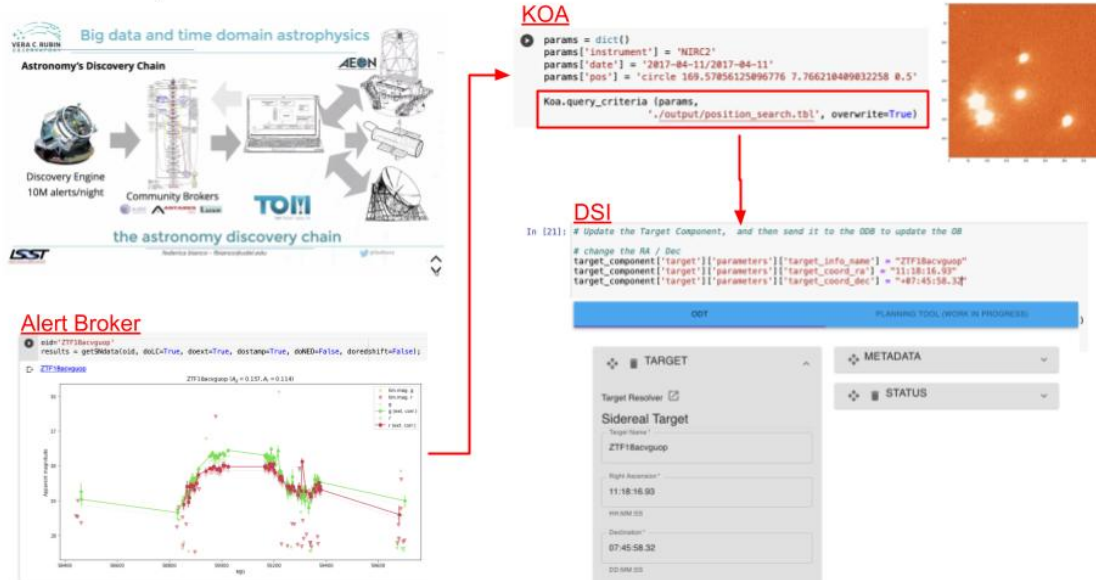 VERA C. RUBIN
OBSERVATORY
Big data and time domain astrophysics
Astronomy's Discovery Chain
AEON
Discovery Engine
10M alerts/night
Community Brokers
ANTARES
Lasair
TOM
the astronomy discovery chain
LSST
Alert Broker
oid='ZTF18acvguop'
results = getSNdata(oid, doLC=True, doext=True, dostamp=True, doNED=False, doredshift=False);
ZTF18acvguop
Apparent magnitude
KOA
params = dict()
params['instrument'] = 'NIRC2'
params['date'] = '2017-04-11/2017-04-11'
params['pos'] = 'circle 169.57056125096776 7.766210409032258 0.5'
Koa.query_criteria (params,
'./output/position_search.tbl', overwrite=True)
DSI
In [21]: # Update the Target Component, and then send it to the ODB to update the OB
# change the RA / Dec
target_component['target']['parameters']['target_info_name'] = "ZTF18acvguop"
target_component['target']['parameters']['target_coord_ra'] = "11:18:16.93"
target_component['target']['parameters']['target_coord_dec'] = "+07:45:58.32"
ODT
PLANNING TOOL (WORK IN PROGRESS)
)
TARGET
Target Resolver
Sidereal Target
Target Name *
ZTF18acvguop
Right Ascension *
11:18:16.93
HH:MM:SS
Declination *
07:45:58.32
DD:MM:SS
METADATA
STATUS